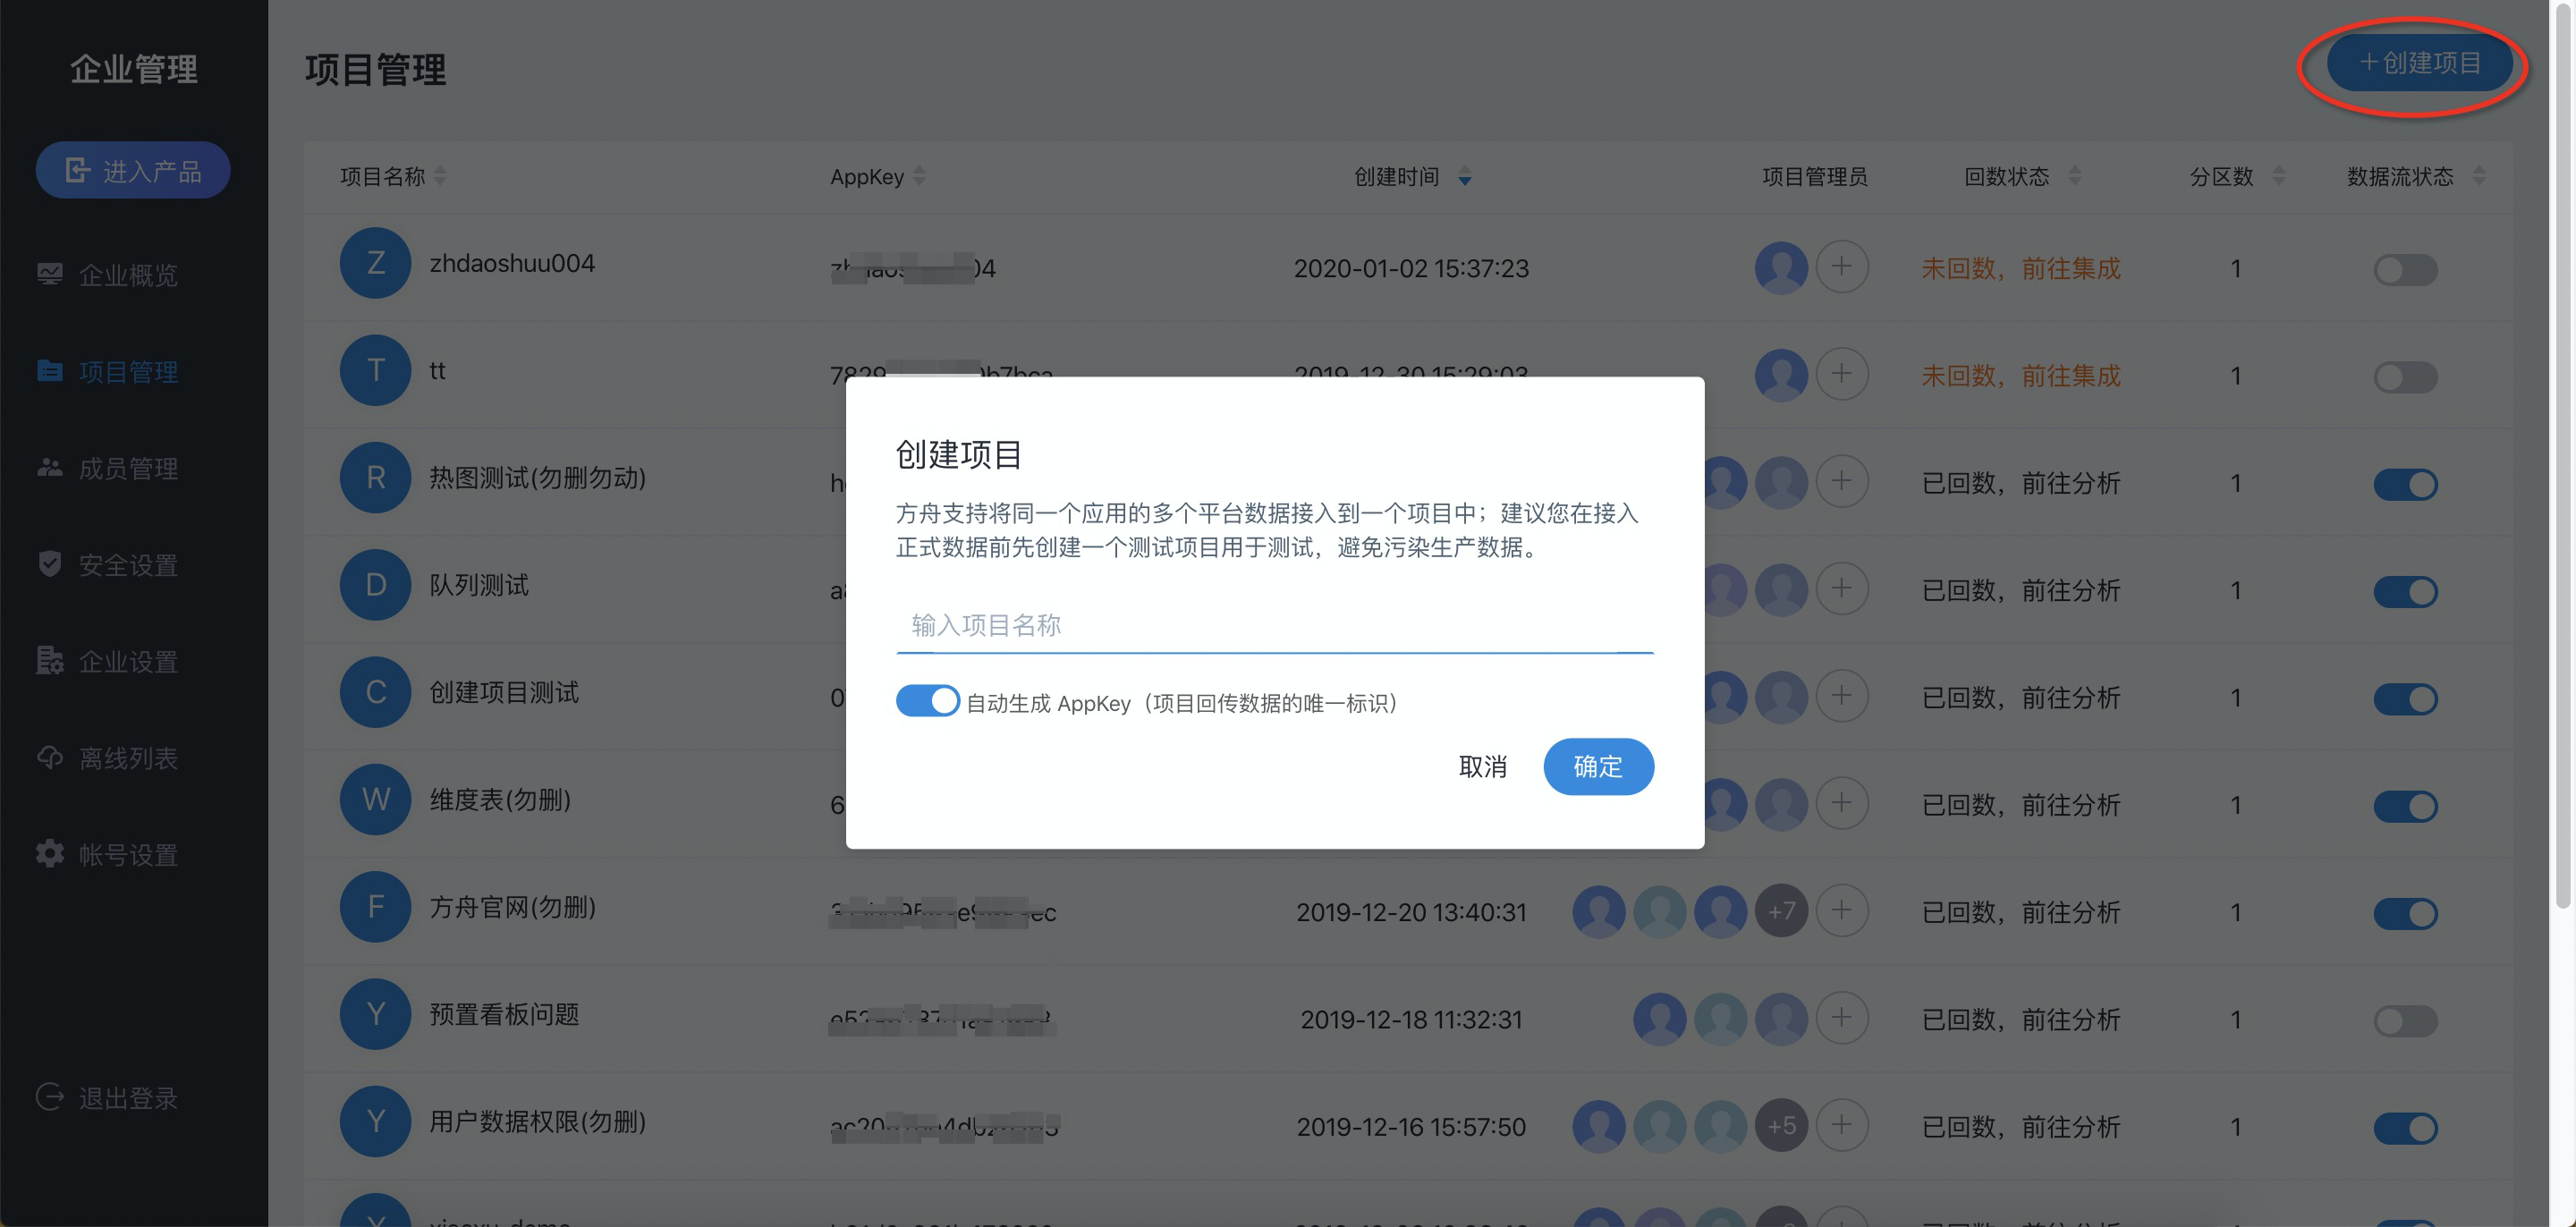 企业管理
进入产品
企业概览
项目管理
成员管理
安全设置
企业设置
离线列表
帐号设置
退出登录
项目管理
+创建项目
项目名称 AppKey 创建时间 项目管理员 回数状态 分区数 数据流状态
Z zhdaoshuu004 04 2020-01-02 15:37:23 未回数，前往集成 1
T tt 7829 2019-12-30 15:29:03 未回数，前往集成 1
R 热图测试(勿删勿动) 已回数，前往分析 1
D 队列测试 已回数，前往分析 1
C 创建项目测试 已回数，前往分析 1
W 维度表(勿删) 6 已回数，前往分析 1
F 方舟官网(勿删) 2019-12-20 13:40:31 +7 已回数，前往分析 1
Y 预置看板问题 2019-12-18 11:32:31 已回数，前往分析 1
Y 用户数据权限(勿删) 2019-12-16 15:57:50 +5 已回数，前往分析 1
创建项目
方舟支持将同一个应用的多个平台数据接入到一个项目中；建议您在接入
正式数据前先创建一个测试项目用于测试，避免污染生产数据。
输入项目名称
自动生成 AppKey（项目回传数据的唯一标识）
取消 确定